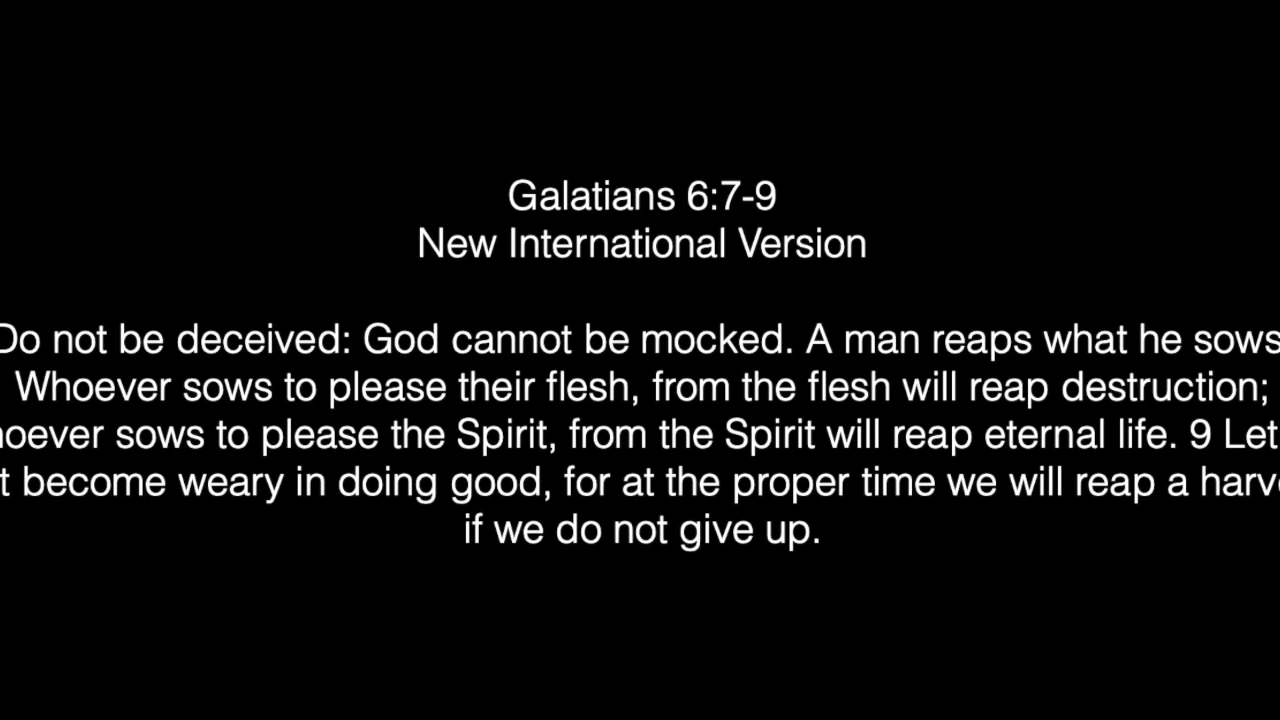 Galatians 6:7-9
New International Version
Do not be deceived: God cannot be mocked. A man reaps what he sows
Whoever sows to please their flesh, from the flesh will reap destruction;
hoever sows to please the Spirit, from the Spirit will reap eternal life. 9 Let
t become weary in doing good, for at the proper time we will reap a harve
if we do not give up.